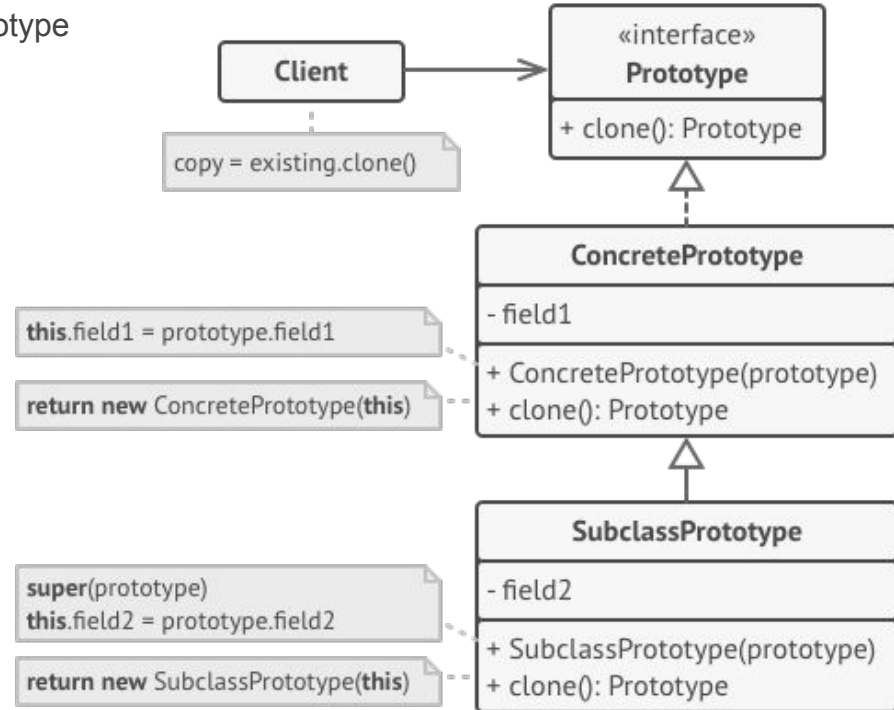 otype
Client
«interface»
Prototype
+ clone(): Prototype
copy = existing.clone()
ConcretePrototype
- field1
+ ConcretePrototype(prototype)
+ clone(): Prototype
this.field1 = prototype.field1
return new ConcretePrototype(this)
SubclassPrototype
- field2
+ SubclassPrototype(prototype)
+ clone(): Prototype
super(prototype)
this.field2 = prototype.field2
return new SubclassPrototype(this)